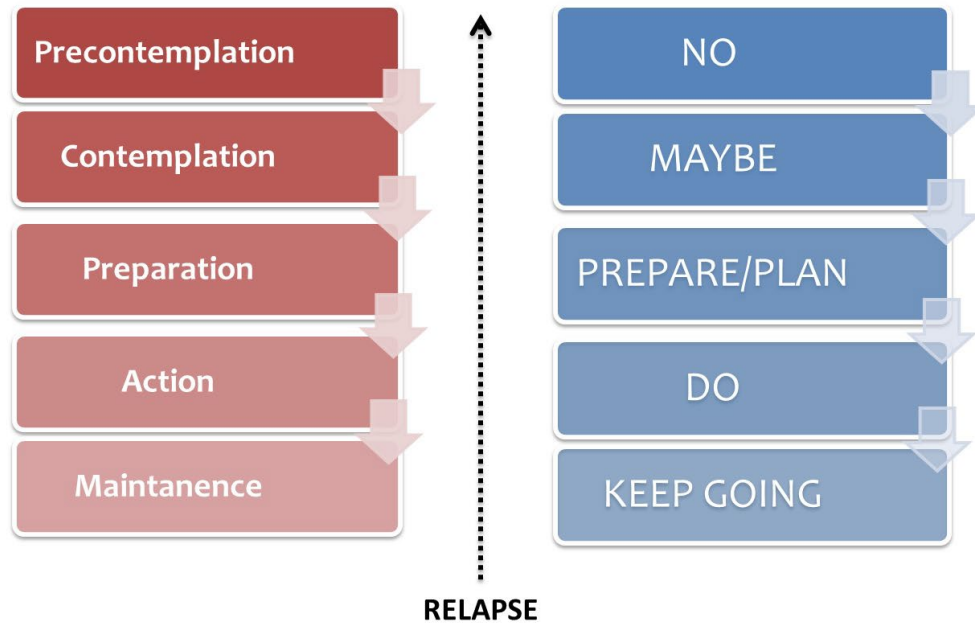 Precontemplation
Contemplation
Preparation
Action
Maintanence
NO
MAYBE
PREPARE/PLAN
DO
KEEP GOING
RELAPSE